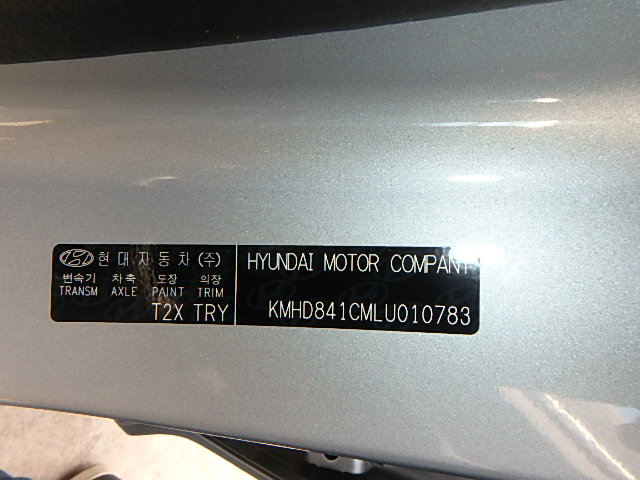 현대자동차(주)
변속기 차축 도장 의장
TRANSM AXLE PAINT TRIM
T2X TRY
HYUNDAI MOTOR COMPANY
KMHD841CMLU010783